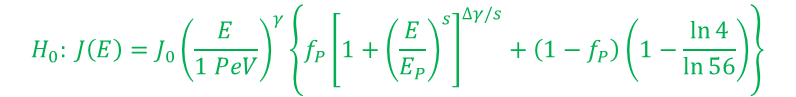 H₀: J(E) = J₀ (E / 1 PeV)^γ {f_P [1 + (E / E_P)^s]^(Δγ/s) + (1 − f_P) (1 − ln 4 / ln 56)}